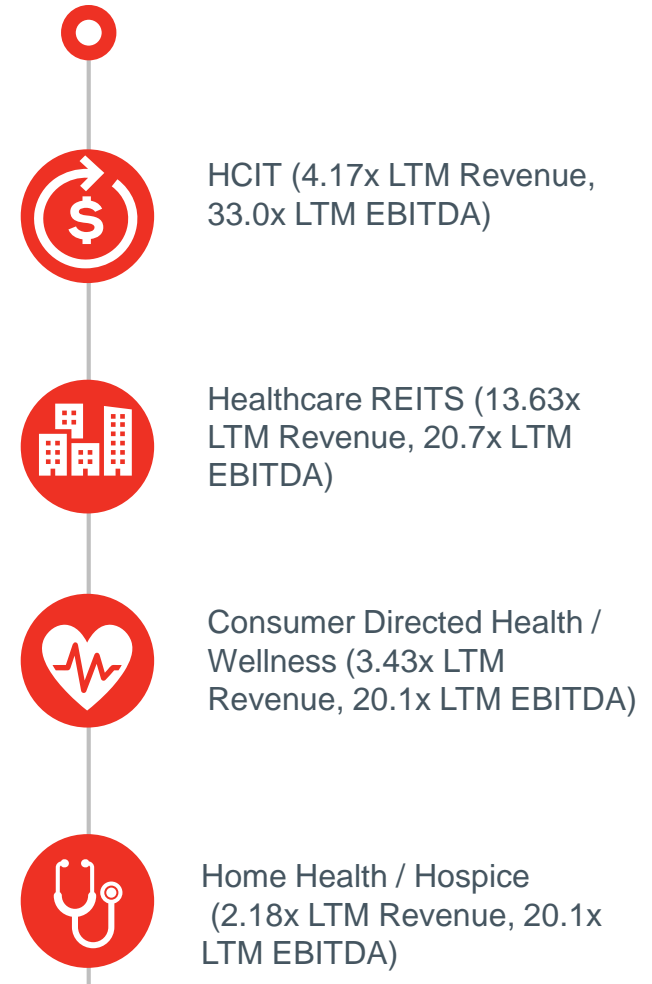 HCIT (4.17x LTM Revenue,
33.0x LTM EBITDA)
Healthcare REITS (13.63x
LTM Revenue, 20.7x LTM
EBITDA)
Consumer Directed Health /
Wellness (3.43x LTM
Revenue, 20.1x LTM EBITDA)
Home Health / Hospice
(2.18x LTM Revenue, 20.1x
LTM EBITDA)